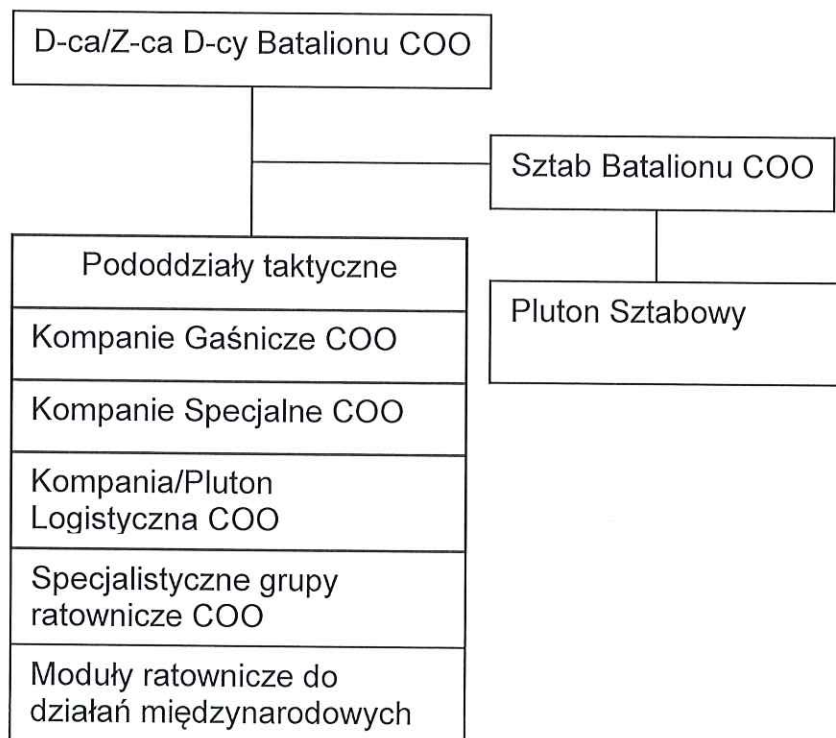 D-ca/Z-ca D-cy Batalionu COO
Sztab Batalionu COO
Pluton Sztabowy
Pododdziały taktyczne
Kompanie Gaśnicze COO
Kompanie Specjalne COO
Kompania/Pluton
Logistyczna COO
Specjalistyczne grupy
ratownicze COO
Moduły ratownicze do
działań międzynarodowych